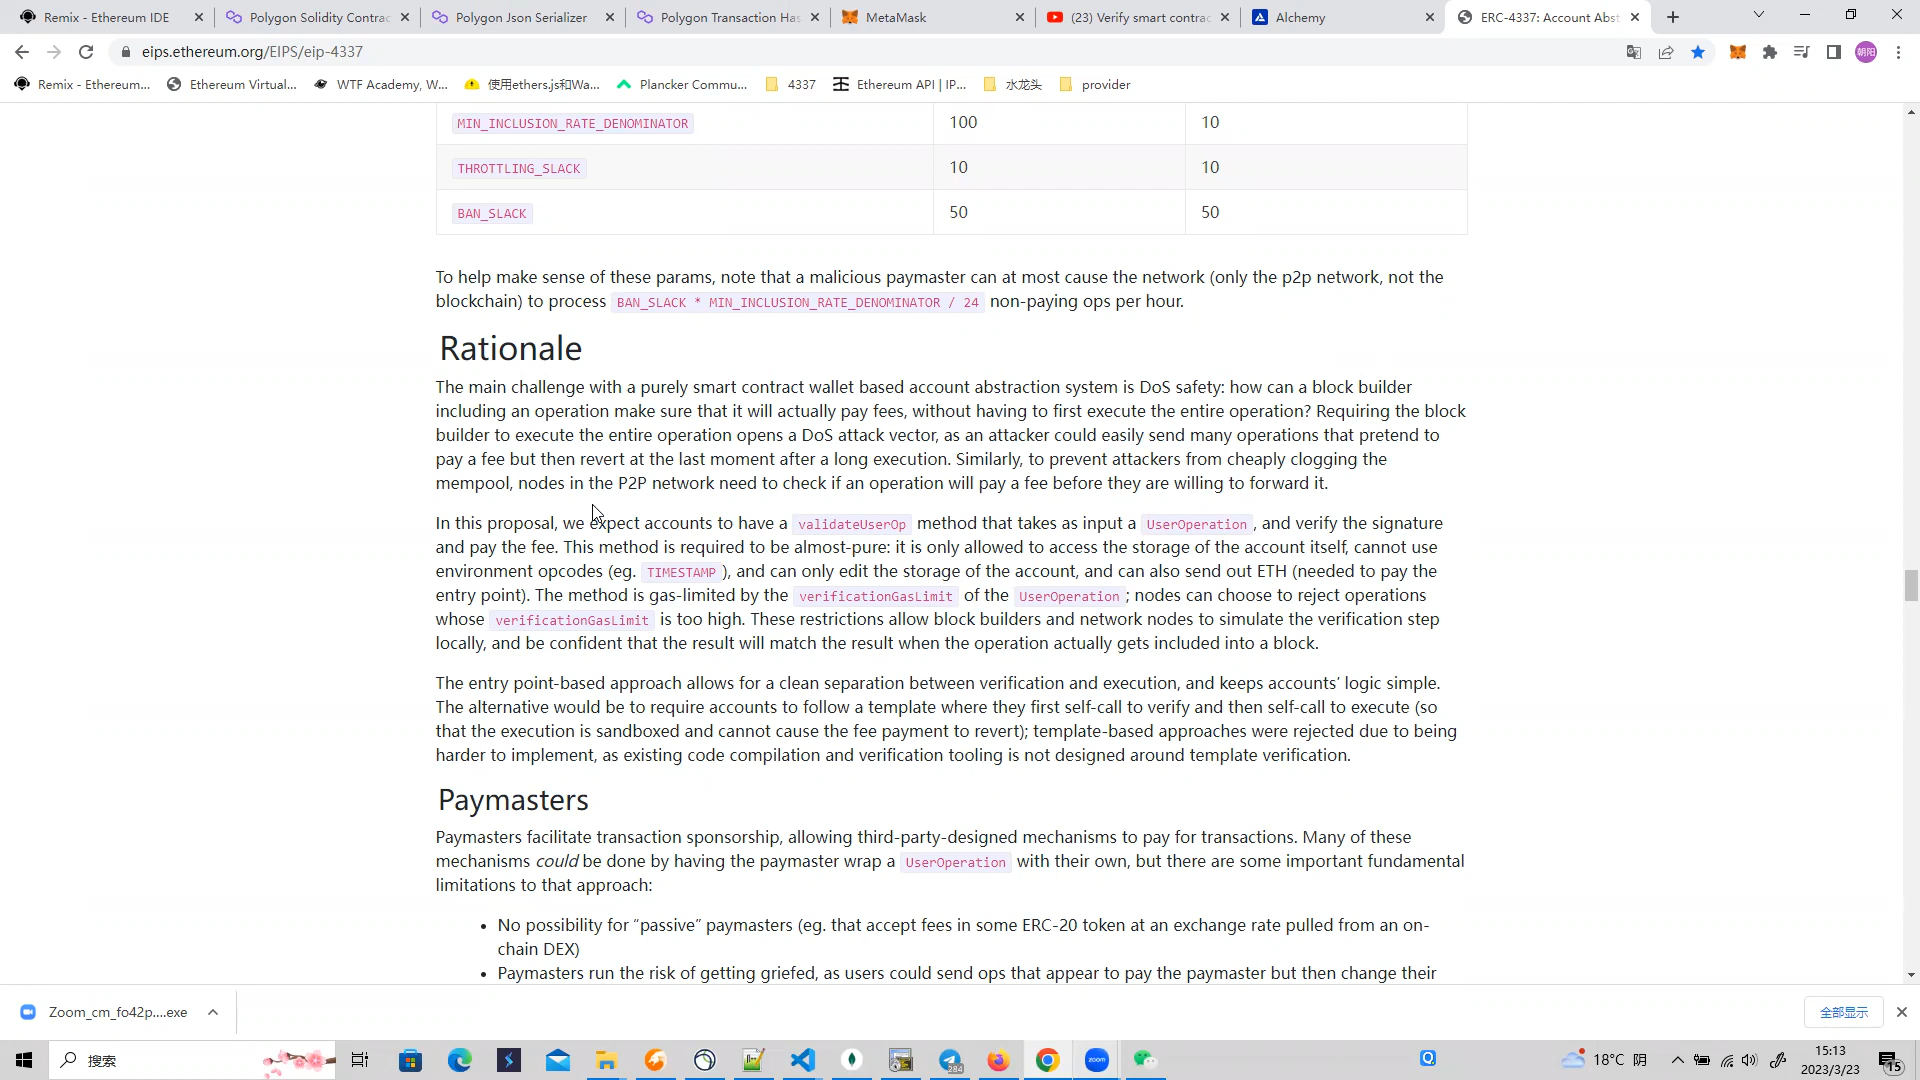 Remix - Ethereum IDE
Polygon Solidity Contrac
Polygon Json Serializer
Polygon Transaction Has
MetaMask
(23) Verify smart contrac
Alchemy
ERC-4337: Account Abst
eips.ethereum.org/EIPS/eip-4337
朝阳
Remix - Ethereum...
Ethereum Virtual...
WTF Academy, W...
使用ethers.js和Wa...
Plancker Commu...
4337
Ethereum API | IP...
水龙头
provider
MIN_INCLUSION_RATE_DENOMINATOR 100 10
THROTTLING_SLACK 10 10
BAN_SLACK 50 50
To help make sense of these params, note that a malicious paymaster can at most cause the network (only the p2p network, not the
blockchain) to process BAN_SLACK * MIN_INCLUSION_RATE_DENOMINATOR / 24 non-paying ops per hour.
Rationale
The main challenge with a purely smart contract wallet based account abstraction system is DoS safety: how can a block builder
including an operation make sure that it will actually pay fees, without having to first execute the entire operation? Requiring the block
builder to execute the entire operation opens a DoS attack vector, as an attacker could easily send many operations that pretend to
pay a fee but then revert at the last moment after a long execution. Similarly, to prevent attackers from cheaply clogging the
mempool, nodes in the P2P network need to check if an operation will pay a fee before they are willing to forward it.
In this proposal, we expect accounts to have a validateUserOp method that takes as input a UserOperation, and verify the signature
and pay the fee. This method is required to be almost-pure: it is only allowed to access the storage of the account itself, cannot use
environment opcodes (eg. TIMESTAMP), and can only edit the storage of the account, and can also send out ETH (needed to pay the
entry point). The method is gas-limited by the verificationGasLimit of the UserOperation; nodes can choose to reject operations
whose verificationGasLimit is too high. These restrictions allow block builders and network nodes to simulate the verification step
locally, and be confident that the result will match the result when the operation actually gets included into a block.
The entry point-based approach allows for a clean separation between verification and execution, and keeps accounts’ logic simple.
The alternative would be to require accounts to follow a template where they first self-call to verify and then self-call to execute (so
that the execution is sandboxed and cannot cause the fee payment to revert); template-based approaches were rejected due to being
harder to implement, as existing code compilation and verification tooling is not designed around template verification.
Paymasters
Paymasters facilitate transaction sponsorship, allowing third-party-designed mechanisms to pay for transactions. Many of these
mechanisms could be done by having the paymaster wrap a UserOperation with their own, but there are some important fundamental
limitations to that approach:
• No possibility for “passive” paymasters (eg. that accept fees in some ERC-20 token at an exchange rate pulled from an on-
chain DEX)
• Paymasters run the risk of getting griefed, as users could send ops that appear to pay the paymaster but then change their
Zoom_cm_fo42p....exe
全部显示
搜索
zoom
284
18°C 阴
15:13
2023/3/23
15